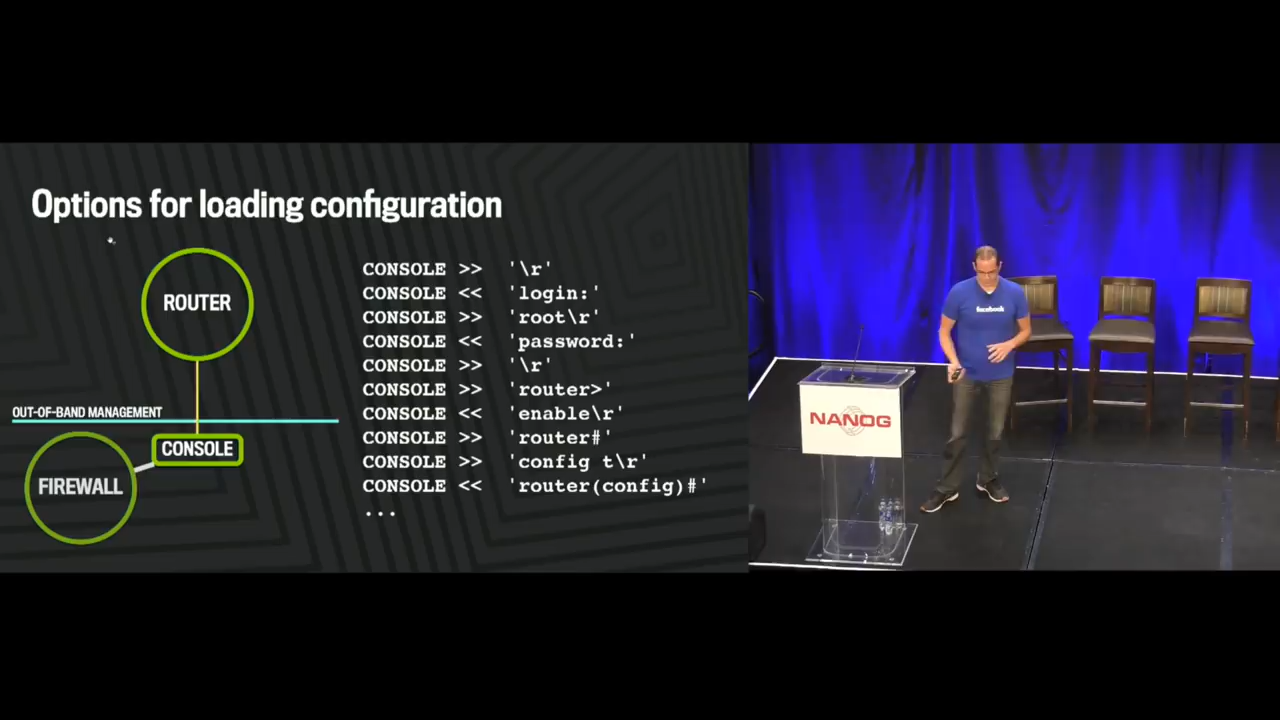 Options for loading configuration
ROUTER
OUT-OF-BAND MANAGEMENT
CONSOLE
FIREWALL
CONSOLE >> '\r'
CONSOLE << 'login:'
CONSOLE >> 'root\r'
CONSOLE << 'password:'
CONSOLE >> '\r'
CONSOLE >> 'router>'
CONSOLE << 'enable\r'
CONSOLE >> 'router#'
CONSOLE >> 'config t\r'
CONSOLE << 'router(config)#'
...
facebook
NANOG